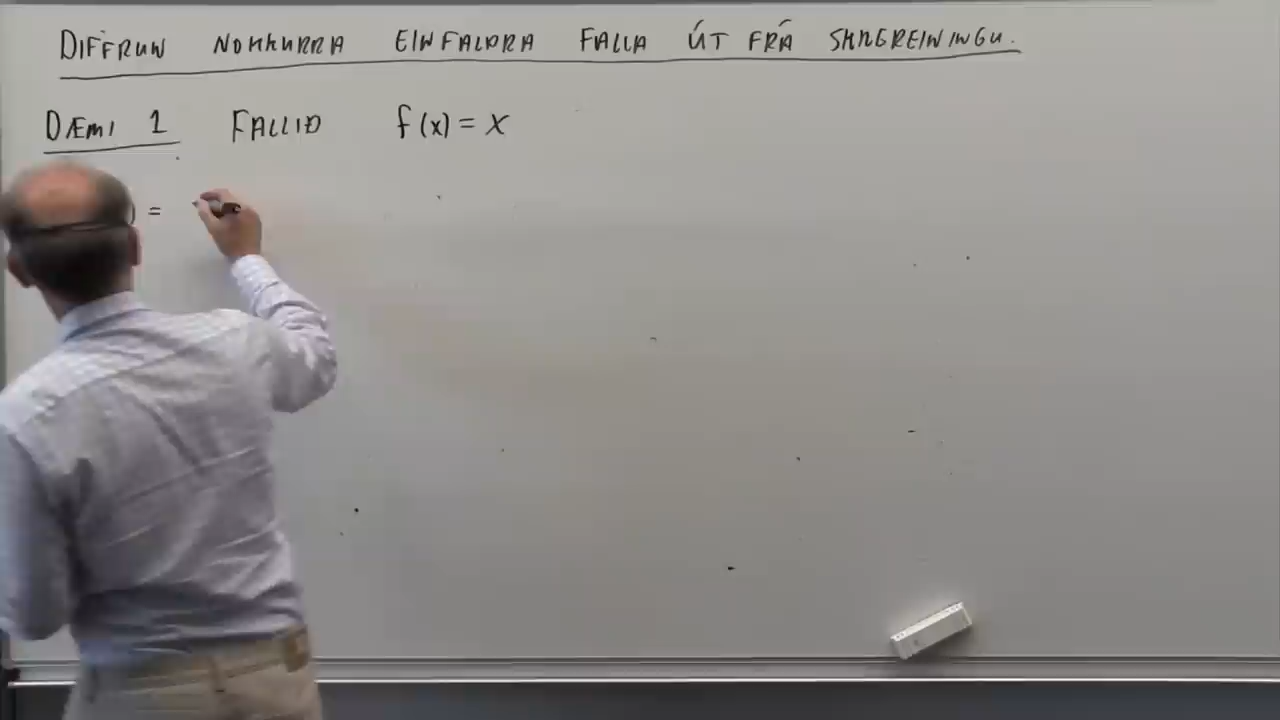 DIFFRUN NOKKURRA EINFALDRA FALLA ÚT FRÁ SKILGREININGU.
DÆMI 1 FALLIÐ f(x) = x
) =